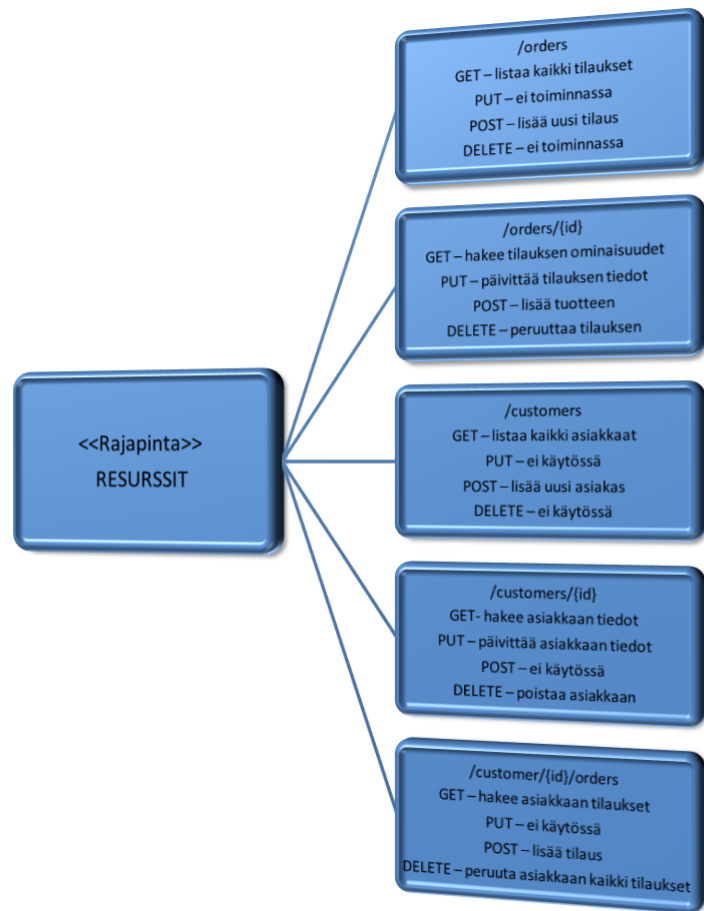 <<Rajapinta>>
RESURSSIT
/orders
GET – listaa kaikki tilaukset
PUT – ei toiminnassa
POST – lisää uusi tilaus
DELETE – ei toiminnassa
/orders/{id}
GET – hakee tilauksen ominaisuudet
PUT – päivittää tilauksen tiedot
POST – lisää tuotteen
DELETE – peruuttaa tilauksen
/customers
GET – listaa kaikki asiakkaat
PUT – ei käytössä
POST – lisää uusi asiakas
DELETE – ei käytössä
/customers/{id}
GET- hakee asiakkaan tiedot
PUT – päivittää asiakkaan tiedot
POST – ei käytössä
DELETE – poistaa asiakkaan
/customer/{id}/orders
GET – hakee asiakkaan tilaukset
PUT – ei käytössä
POST – lisää tilaus
DELETE – peruuta asiakkaan kaikki tilaukset